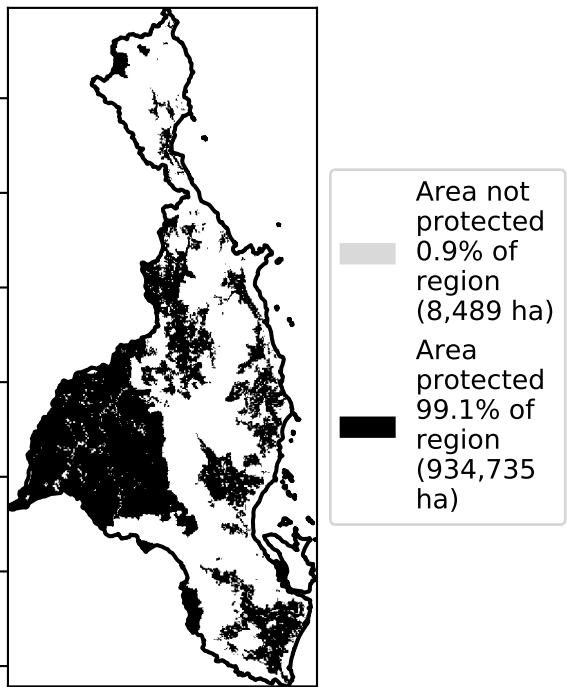 Area not
protected
0.9% of
region
(8,489 ha)
Area
protected
99.1% of
region
(934,735
ha)